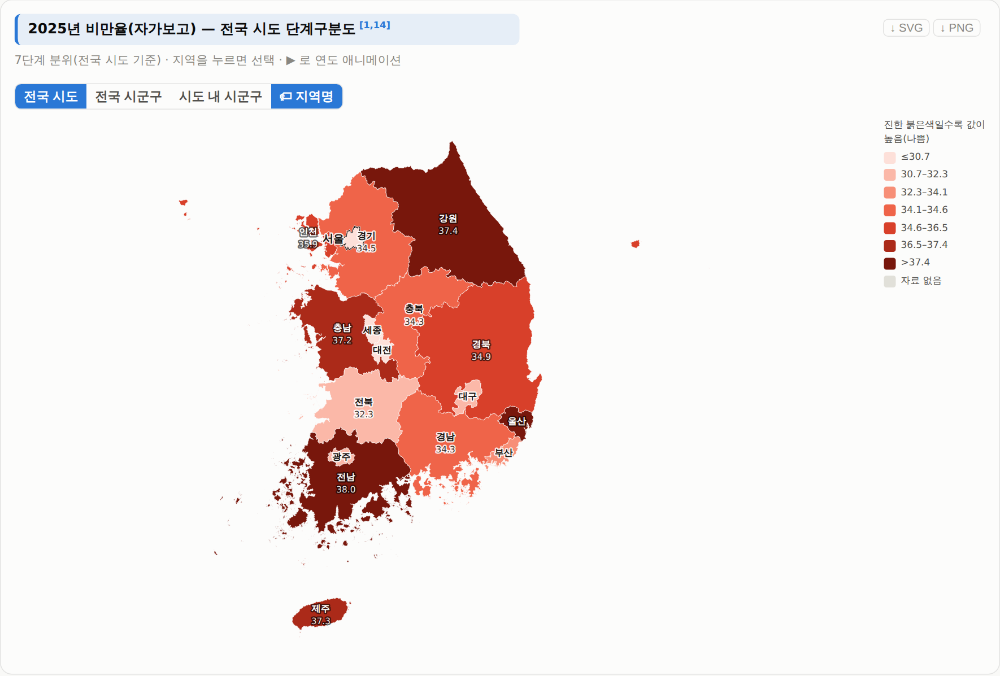 2025년 비만율(자가보고) — 전국 시도 단계구분도 [1,14]
↓ SVG
↓ PNG
7단계 분위(전국 시도 기준) · 지역을 누르면 선택 · ▶ 로 연도 애니메이션
전국 시도
전국 시군구
시도 내 시군구
🏷 지역명
진한 붉은색일수록 값이
높음(나쁨)
≤30.7
30.7–32.3
32.3–34.1
34.1–34.6
34.6–36.5
36.5–37.4
>37.4
자료 없음
강원
37.4
인천
35.9
서울
경기
34.5
충북
34.3
충남
37.2
세종
대전
경북
34.9
대구
전북
32.3
울산
경남
34.3
부산
광주
전남
38.0
제주
37.3